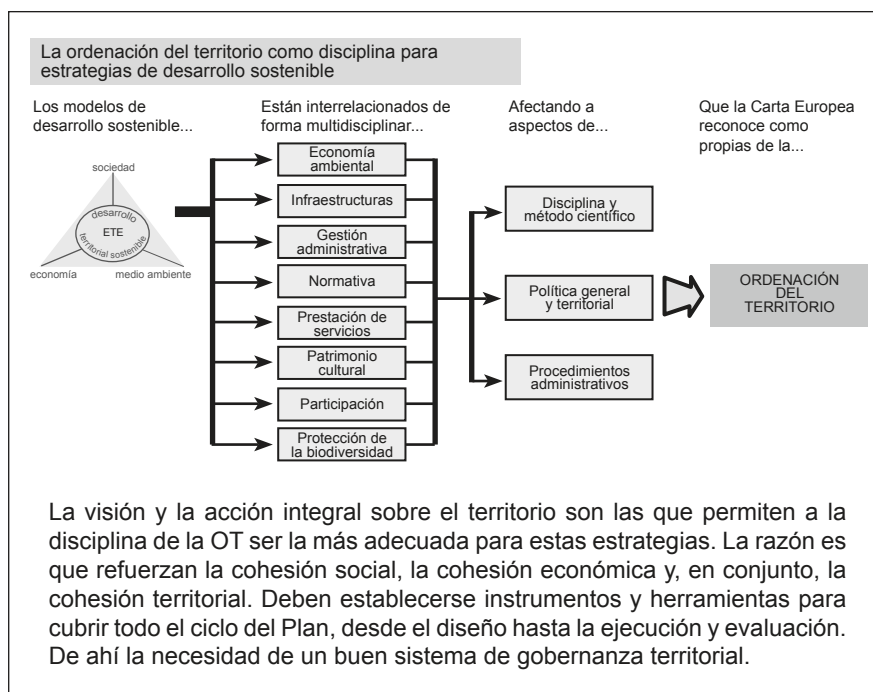 La ordenación del territorio como disciplina para
estrategias de desarrollo sostenible
Los modelos de
desarrollo sostenible...
Están interrelacionados de
forma multidisciplinar...
Afectando a
aspectos de...
Que la Carta Europea
reconoce como
propias de la...
sociedad
desarrollo
ETE
territorial sostenible
economía
medio ambiente
Economía
ambiental
Infraestructuras
Gestión
administrativa
Normativa
Prestación de
servicios
Patrimonio
cultural
Participación
Protección de
la biodiversidad
Disciplina y
método científico
Política general
y territorial
Procedimientos
administrativos
ORDENACIÓN
DEL
TERRITORIO
La visión y la acción integral sobre el territorio son las que permiten a la
disciplina de la OT ser la más adecuada para estas estrategias. La razón es
que refuerzan la cohesión social, la cohesión económica y, en conjunto, la
cohesión territorial. Deben establecerse instrumentos y herramientas para
cubrir todo el ciclo del Plan, desde el diseño hasta la ejecución y evaluación.
De ahí la necesidad de un buen sistema de gobernanza territorial.